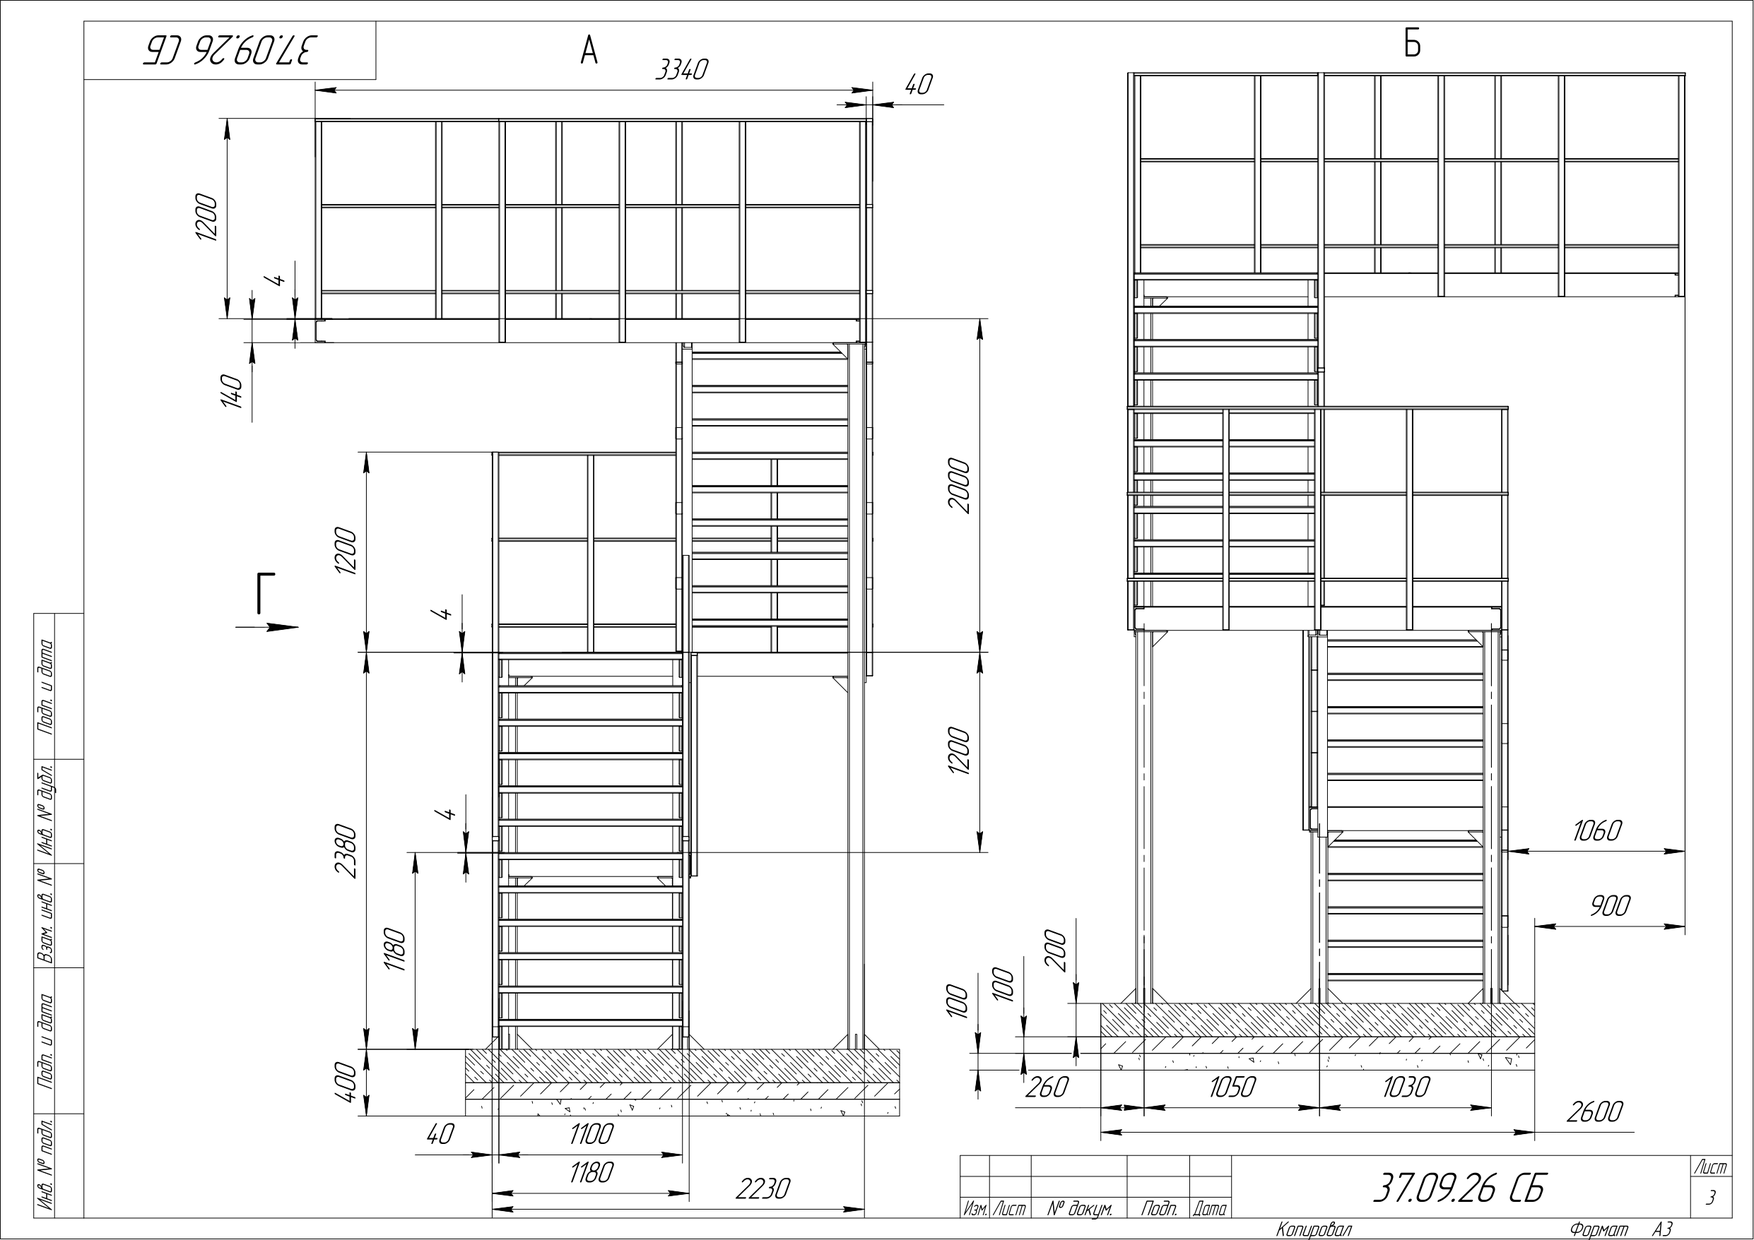 37.09.26 СБ
А
3340
40
1200
4
140
1200
4
2000
Г
2380
4
1200
1180
400
40
1100
1180
2230
Б
1060
900
200
100
100
260
1050
1030
2600
Подп. и дата
Инв. № дубл.
Взам. инв. №
Подп. и дата
Инв. № подл.
37.09.26 СБ
Лист
3
Изм. Лист № докум. Подп. Дата
Копировал Формат А3